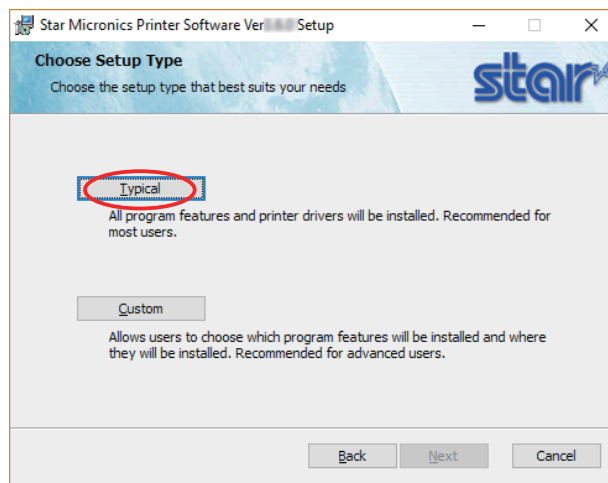 Star Micronics Printer Software Ver Setup
Choose Setup Type
Choose the setup type that best suits your needs
star
Typical
All program features and printer drivers will be installed. Recommended for
most users.
Custom
Allows users to choose which program features will be installed and where
they will be installed. Recommended for advanced users.
Back Next Cancel